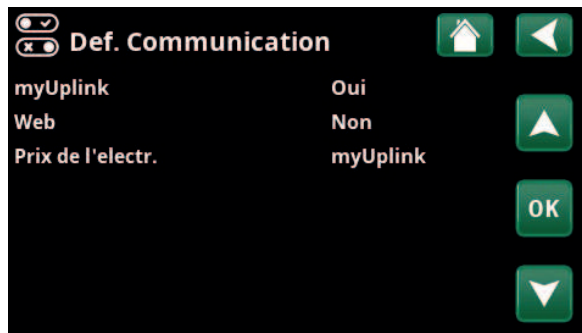 Def. Communication
myUplink Oui
Web Non
Prix de l'electr. myUplink
OK